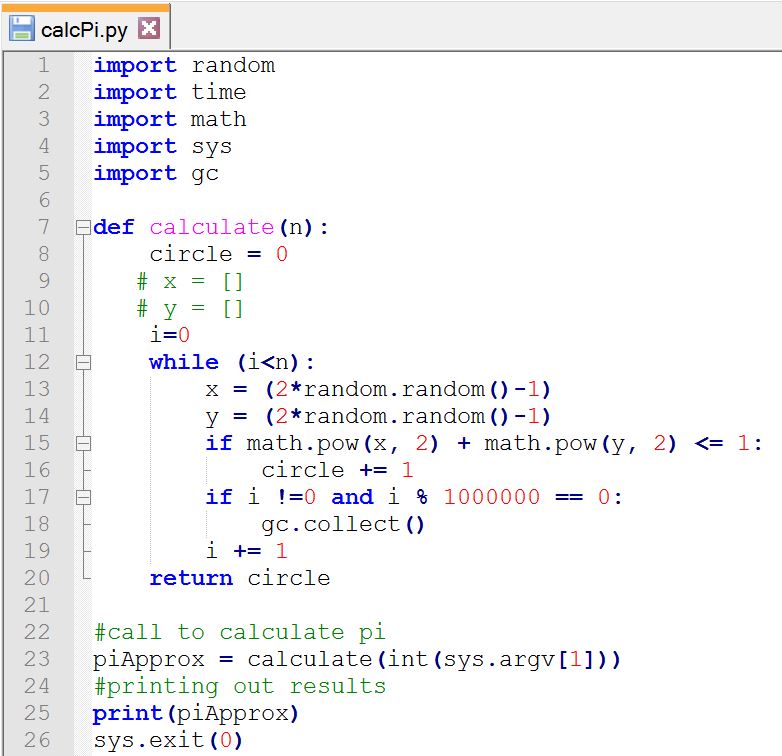 calcPi.py
1 import random
2 import time
3 import math
4 import sys
5 import gc
6
7 def calculate(n):
8     circle = 0
9    # x = []
10    # y = []
11     i=0
12     while (i<n):
13         x = (2*random.random()-1)
14         y = (2*random.random()-1)
15         if math.pow(x, 2) + math.pow(y, 2) <= 1:
16             circle += 1
17         if i !=0 and i % 1000000 == 0:
18             gc.collect()
19         i += 1
20     return circle
21
22 #call to calculate pi
23 piApprox = calculate(int(sys.argv[1]))
24 #printing out results
25 print(piApprox)
26 sys.exit(0)